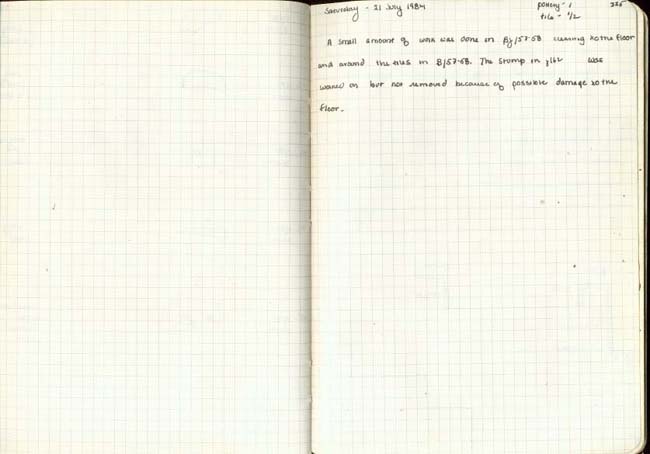 Saturday - 21 July 1984
pottery - 1
tile - 1/2
A small amount of work was done in /57-58 cleaning to the floor
and around the tiles in B/57-58. The stump in /62 was
worked on but not removed because of possible damage to the
floor.